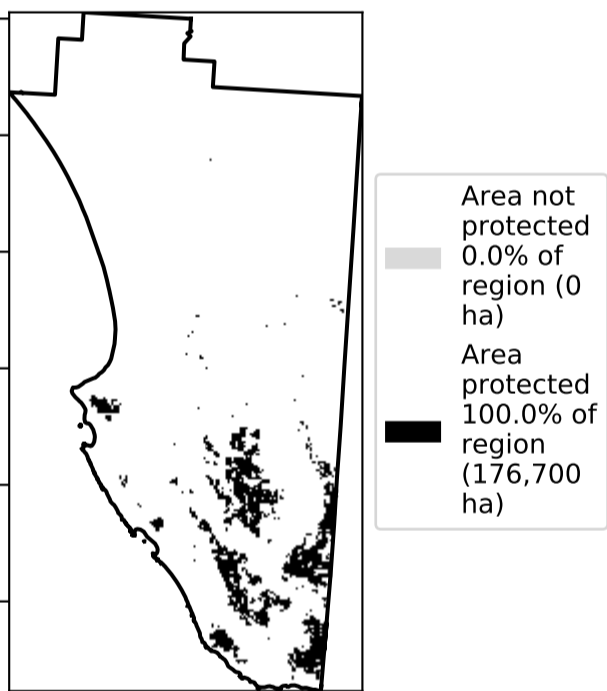 Area not
protected
0.0% of
region (0
ha)
Area
protected
100.0% of
region
(176,700
ha)